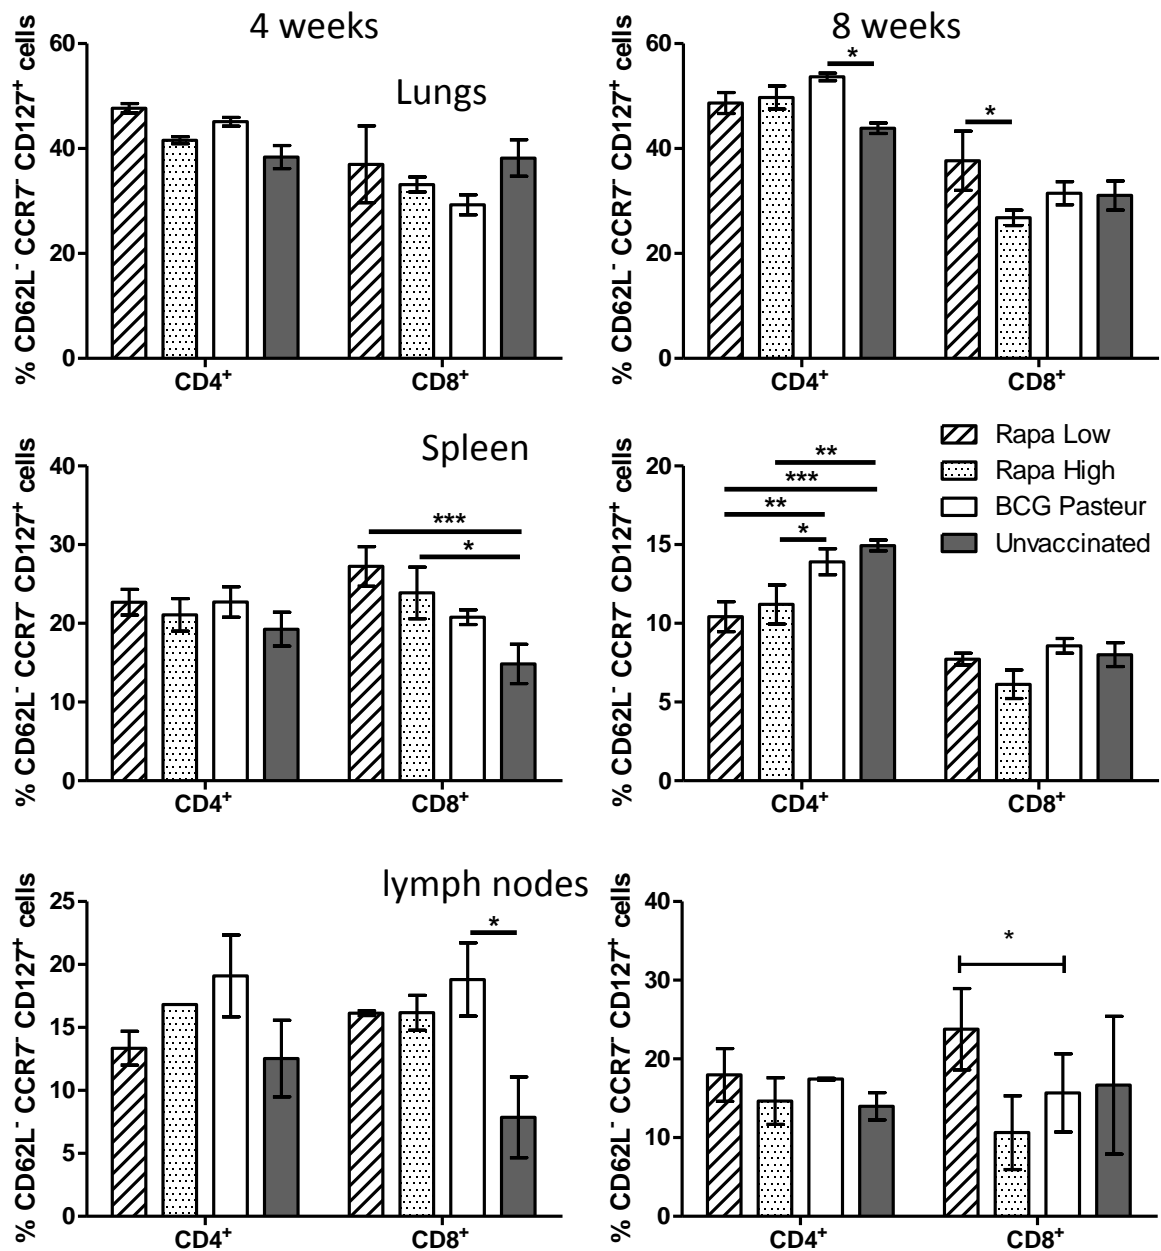 4 weeks
8 weeks
% CD62L⁻ CCR7⁻ CD127⁺ cells
60
40
20
0
Lungs
CD4⁺
CD8⁺
% CD62L⁻ CCR7⁻ CD127⁺ cells
60
40
20
0
*
*
CD4⁺
CD8⁺
% CD62L⁻ CCR7⁻ CD127⁺ cells
40
30
20
10
0
Spleen
***
*
CD4⁺
CD8⁺
% CD62L⁻ CCR7⁻ CD127⁺ cells
20
15
10
5
0
**
***
**
*
CD4⁺
CD8⁺
Rapa Low
Rapa High
BCG Pasteur
Unvaccinated
% CD62L⁻ CCR7⁻ CD127⁺ cells
25
20
15
10
5
0
lymph nodes
*
CD4⁺
CD8⁺
% CD62L⁻ CCR7⁻ CD127⁺ cells
40
30
20
10
0
*
CD4⁺
CD8⁺